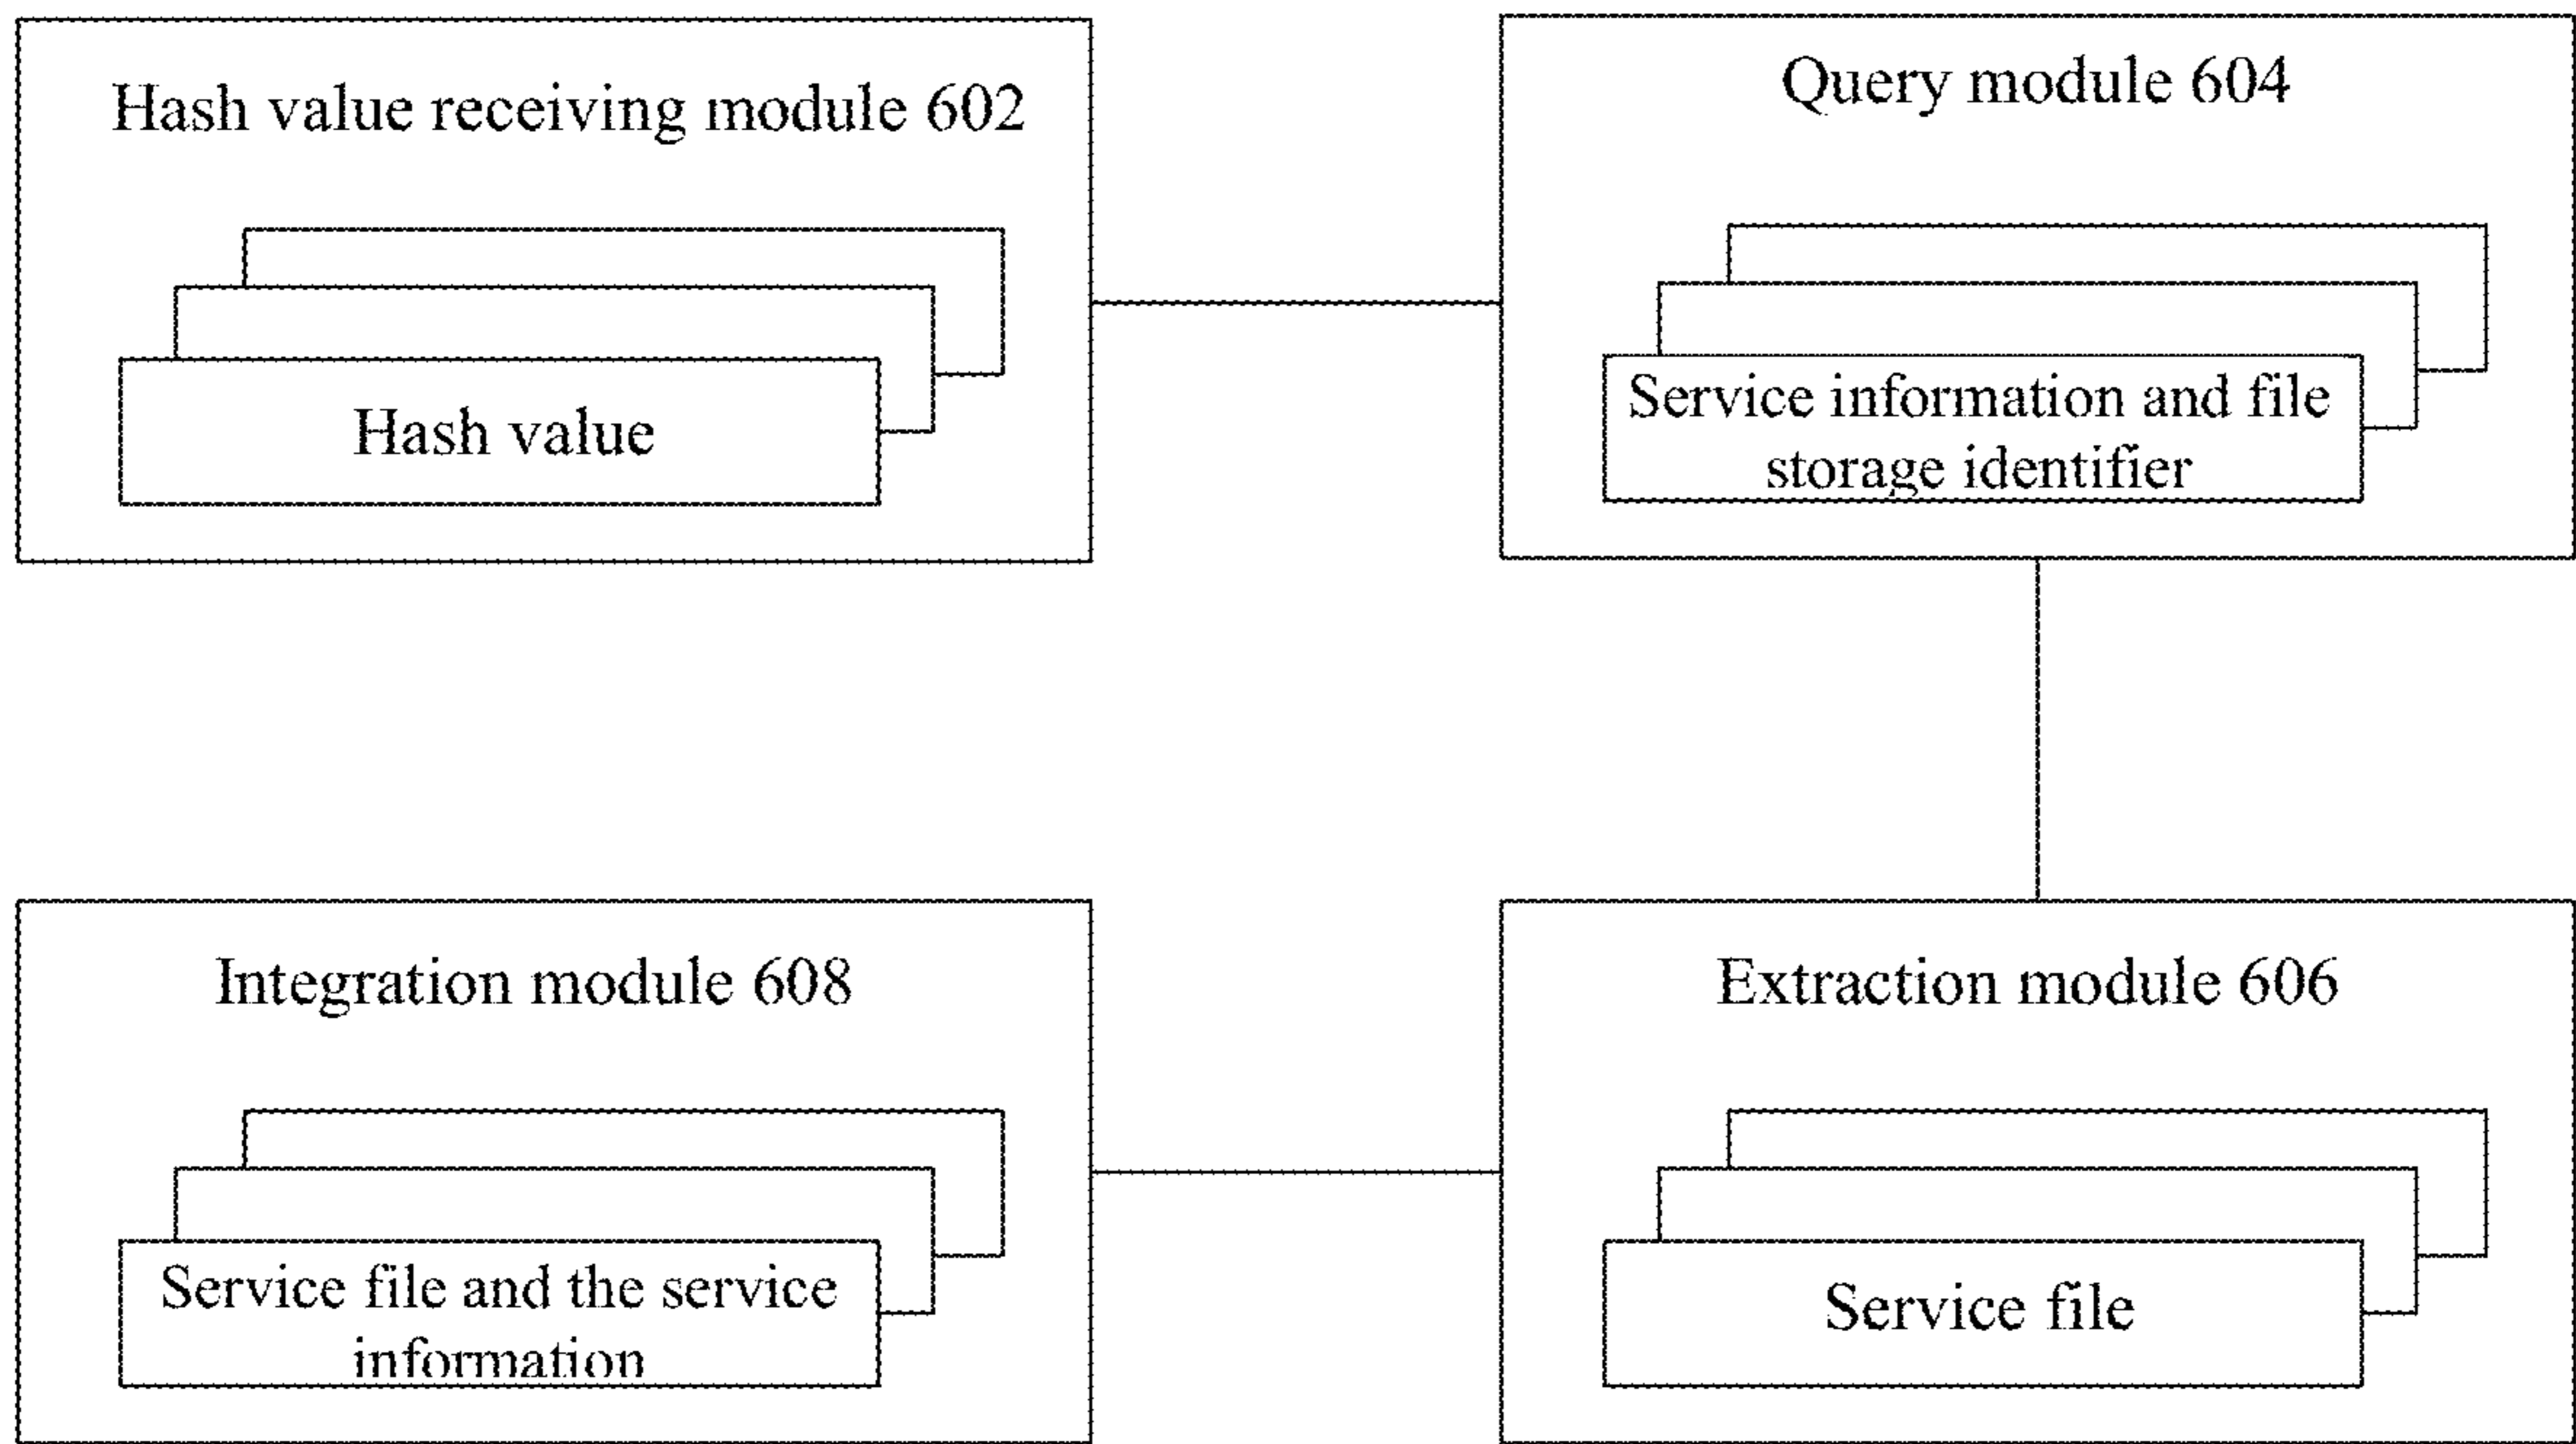 Hash value receiving module 602
Hash value
Query module 604
Service information and file
storage identifier
Integration module 608
Service file and the service
information
Extraction module 606
Service file